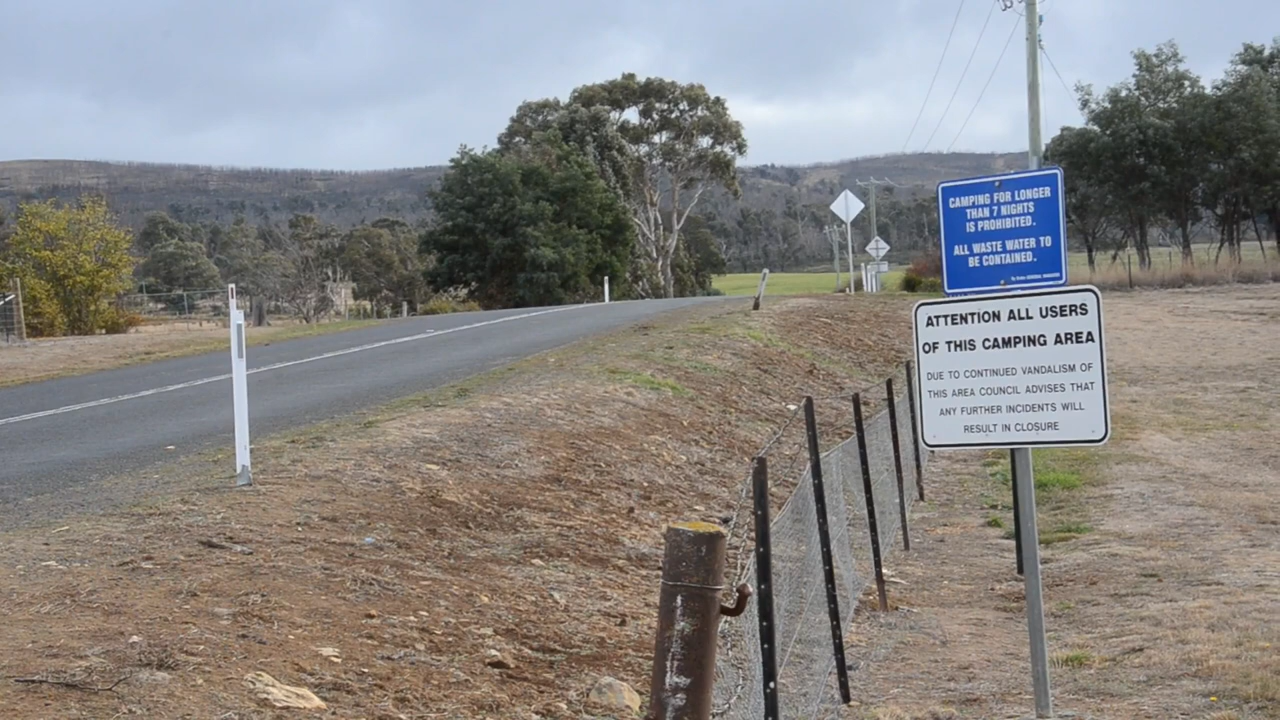 CAMPING FOR LONGER
THAN 7 NIGHTS
IS PROHIBITED.
ALL WASTE WATER TO
BE CONTAINED.
ATTENTION ALL USERS
OF THIS CAMPING AREA
DUE TO CONTINUED VANDALISM OF
THIS AREA COUNCIL ADVISES THAT
ANY FURTHER INCIDENTS WILL
RESULT IN CLOSURE